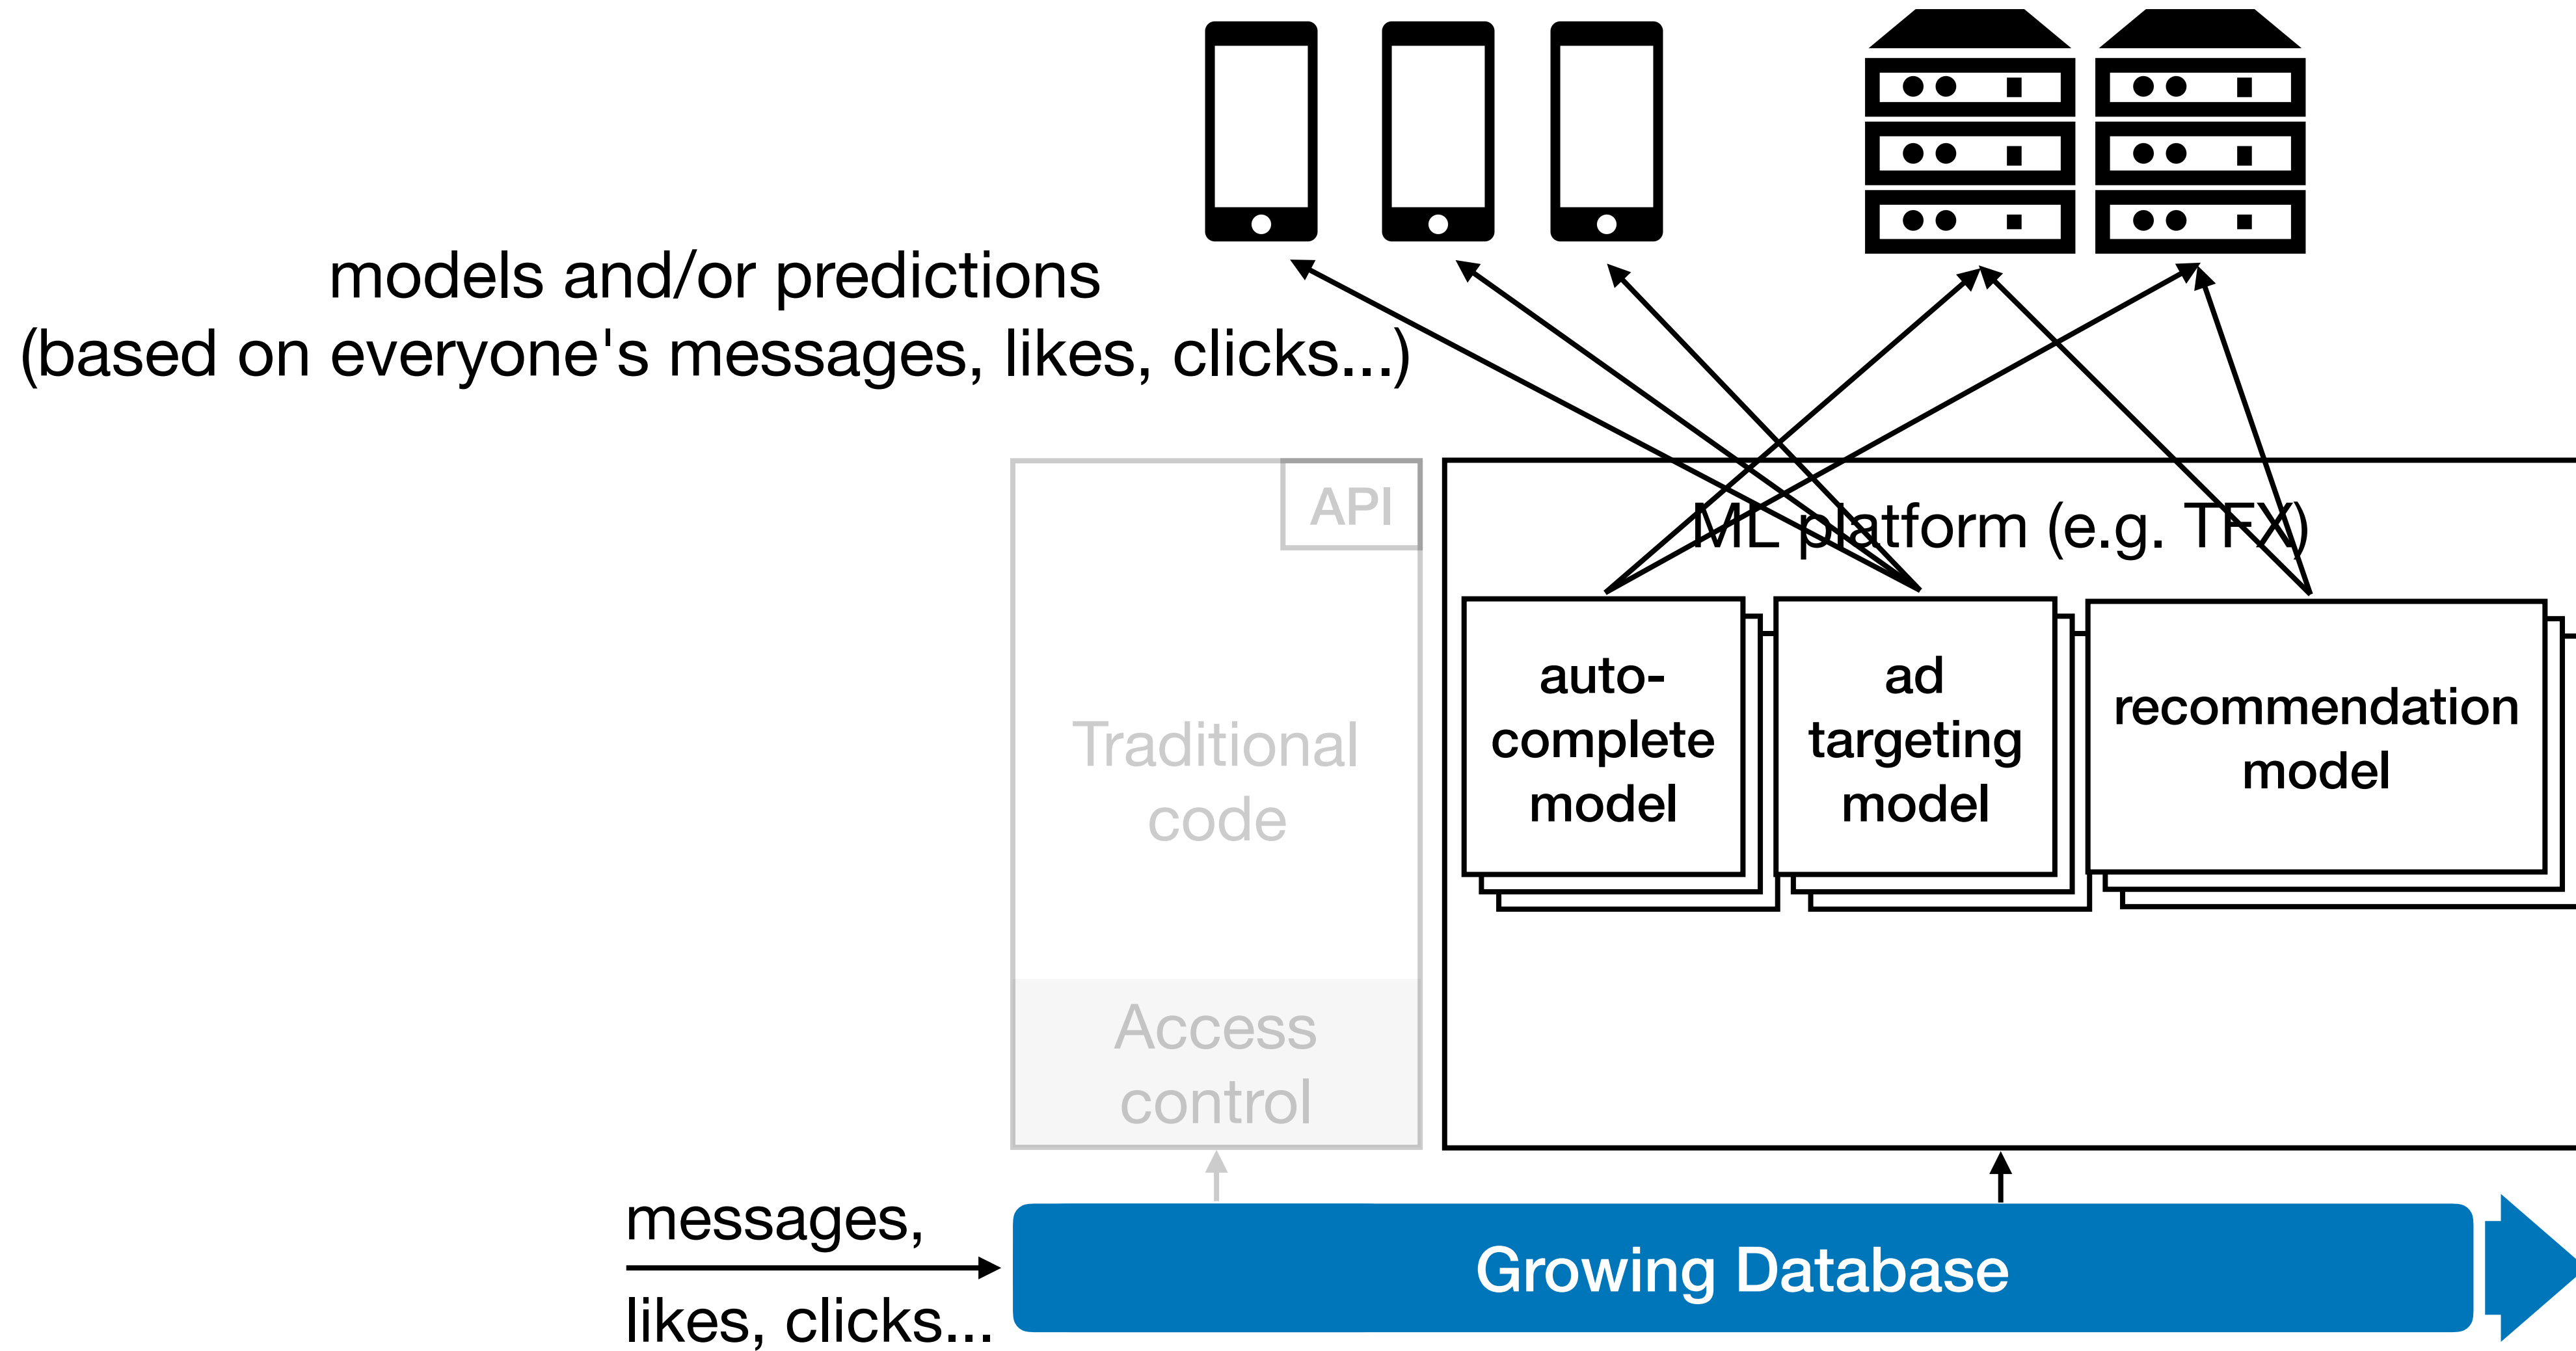 models and/or predictions
(based on everyone's messages, likes, clicks...)
API
ML platform (e.g. TFX)
Traditional
code
auto-
complete
model
ad
targeting
model
recommendation
model
Access
control
messages,
likes, clicks...
Growing Database